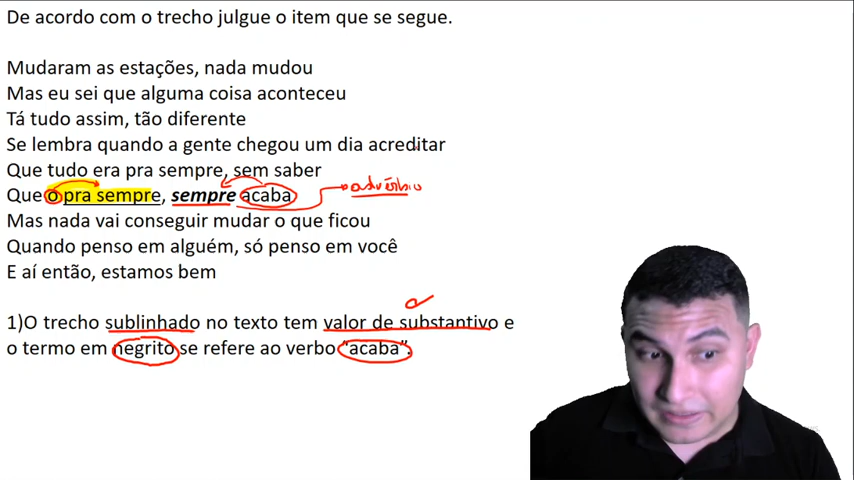 De acordo com o trecho julgue o item que se segue.
Mudaram as estações, nada mudou
Mas eu sei que alguma coisa aconteceu
Tá tudo assim, tão diferente
Se lembra quando a gente chegou um dia acreditar
Que tudo era pra sempre, sem saber
Que o pra sempre, sempre acaba advérbio
Mas nada vai conseguir mudar o que ficou
Quando penso em alguém, só penso em você
E aí então, estamos bem
1)O trecho sublinhado no texto tem valor de substantivo e
o termo em negrito se refere ao verbo “acaba”.